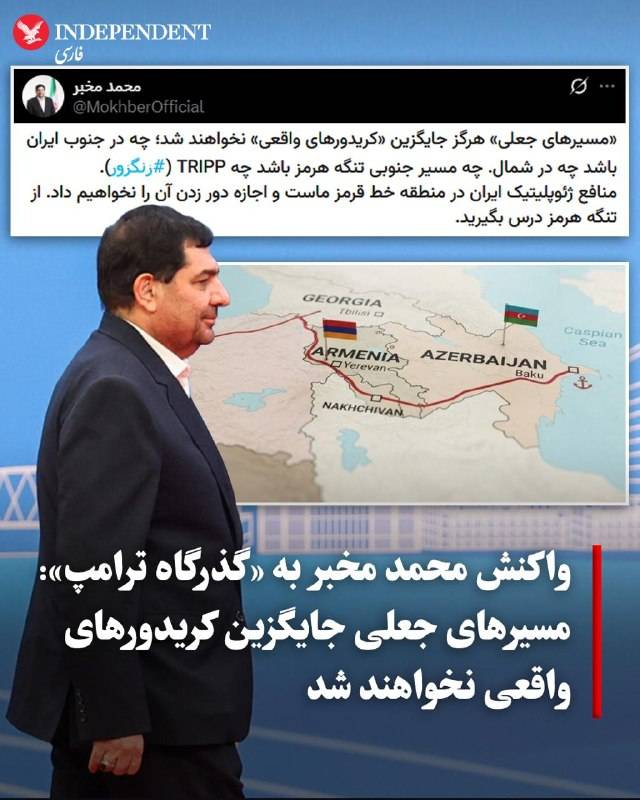 INDEPENDENT
فارسی
محمد مخبر
@MokhberOfficial
«مسیرهای جعلی» هرگز جایگزین «کریدورهای واقعی» نخواهند شد؛ چه در جنوب ایران
باشد چه در شمال. چه مسیر جنوبی تنگه هرمز باشد چه TRIPP (#زنگزور).
منافع ژئوپلیتیک ایران در منطقه خط قرمز ماست و اجازه دور زدن آن را نخواهیم داد. از
تنگه هرمز درس بگیرید.
GEORGIA
Tbilisi
Caspian
Sea
ARMENIA
AZERBAIJAN
Yerevan
Baku
NAKHCHIVAN
واکنش محمد مخبر به «گذرگاه ترامپ»:
مسیرهای جعلی جایگزین کریدورهای
واقعی نخواهند شد